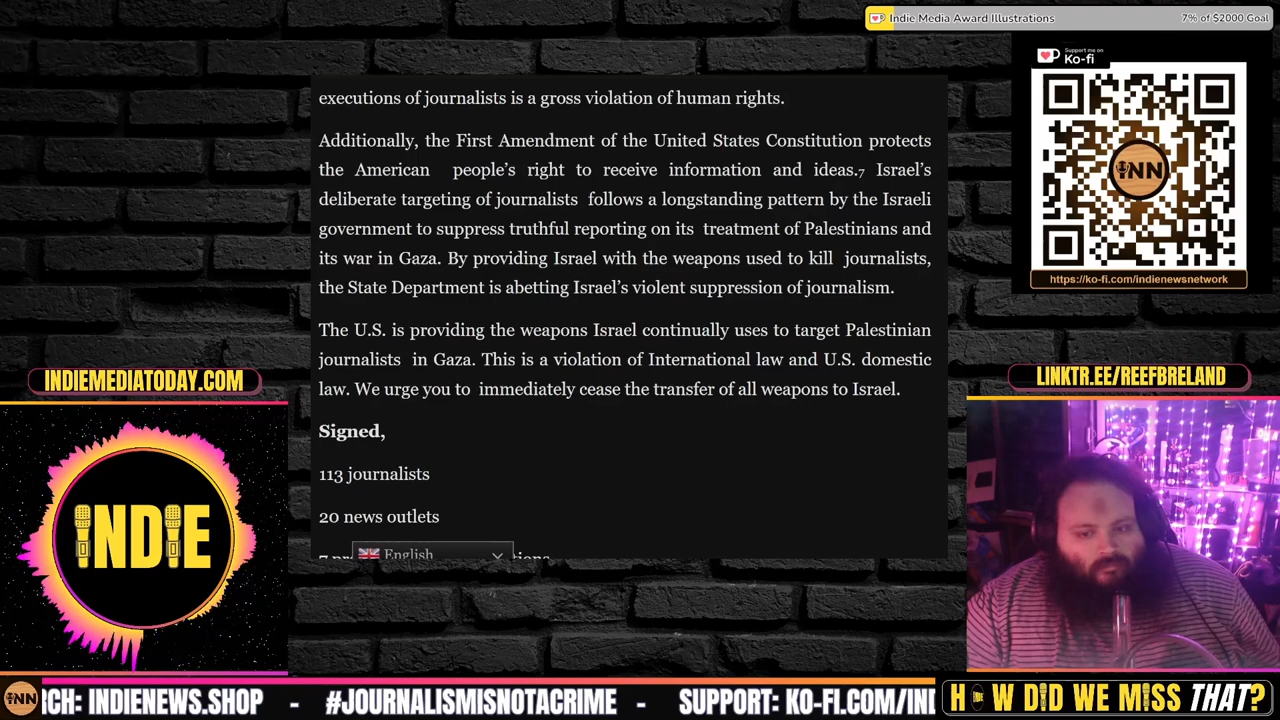 Indie Media Award Illustrations
7% of $2000 Goal
Support me on
Ko-fi
iNN
https://ko-fi.com/indienewsnetwork
executions of journalists is a gross violation of human rights.
Additionally, the First Amendment of the United States Constitution protects
the American people’s right to receive information and ideas.7 Israel’s
deliberate targeting of journalists follows a longstanding pattern by the Israeli
government to suppress truthful reporting on its treatment of Palestinians and
its war in Gaza. By providing Israel with the weapons used to kill journalists,
the State Department is abetting Israel’s violent suppression of journalism.
The U.S. is providing the weapons Israel continually uses to target Palestinian
journalists in Gaza. This is a violation of International law and U.S. domestic
law. We urge you to immediately cease the transfer of all weapons to Israel.
Signed,
113 journalists
20 news outlets
English
INDIEMEDIATODAY.COM
INDIE
LINKTR.EE/REEFBRELAND
iNN
RCH: INDIENEWS.SHOP - #JOURNALISMISNOTACRIME - SUPPORT: KO-FI.COM/IND
HOW DID WE MISS THAT?